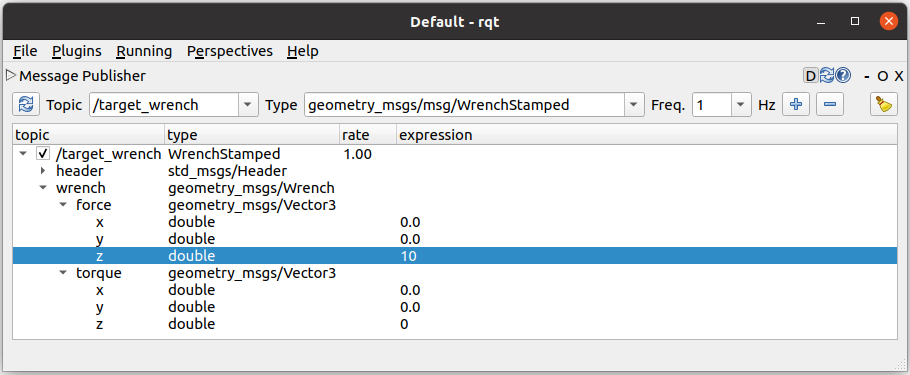 Default - rqt
File Plugins Running Perspectives Help
Message Publisher D - O X
Topic /target_wrench Type geometry_msgs/msg/WrenchStamped Freq. 1 Hz
topic type rate expression
/target_wrench WrenchStamped 1.00
header std_msgs/Header
wrench geometry_msgs/Wrench
force geometry_msgs/Vector3
x double 0.0
y double 0.0
z double 10
torque geometry_msgs/Vector3
x double 0.0
y double 0.0
z double 0